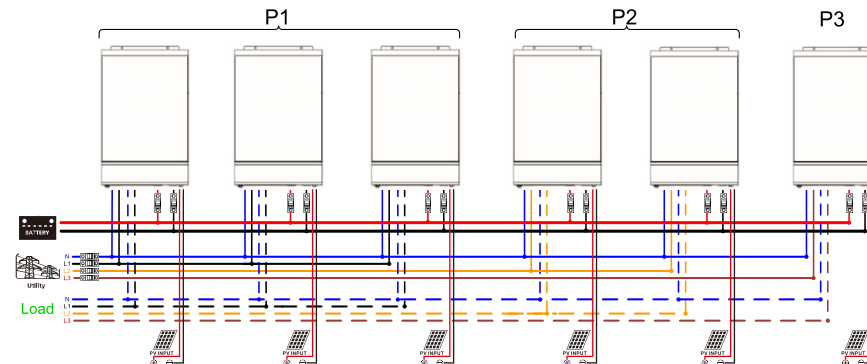 P1 P2 P3
BATTERY
N
L1
L2
L3
Utility
Load
N
L1
L2
L3
PV INPUT PV INPUT PV INPUT PV INPUT PV INPUT PV INPUT